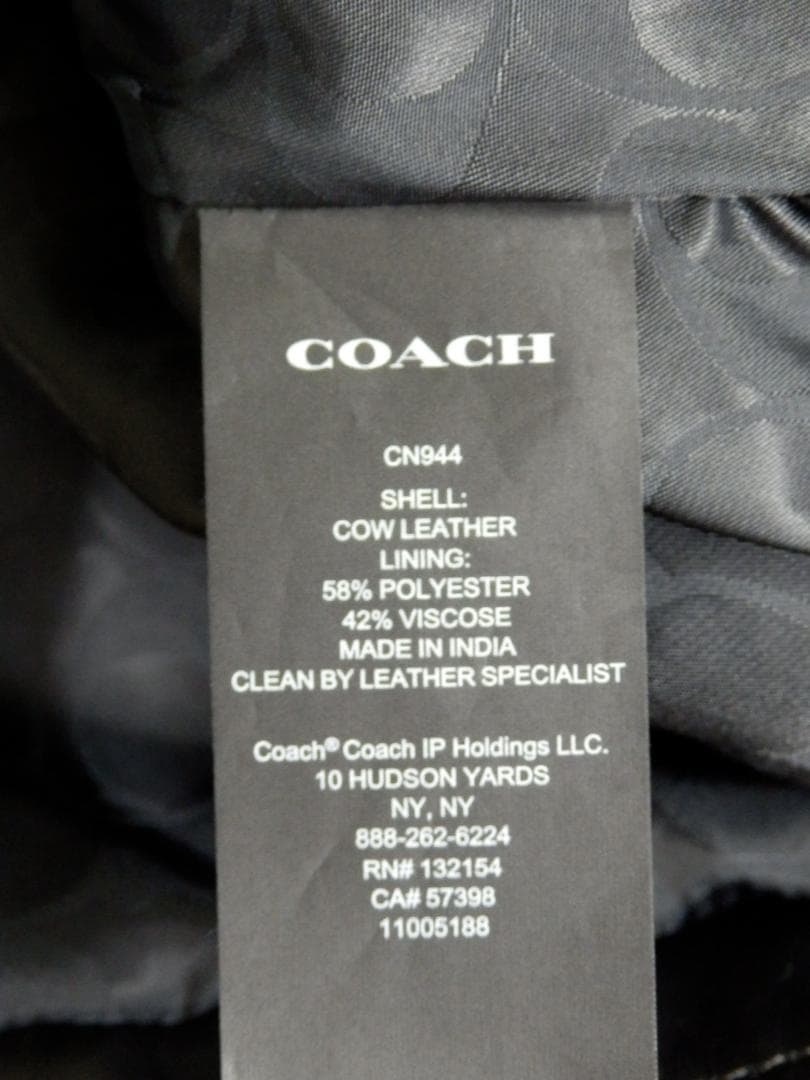 COACH
CN944
SHELL:
COW LEATHER
LINING:
58% POLYESTER
42% VISCOSE
MADE IN INDIA
CLEAN BY LEATHER SPECIALIST
Coach® Coach IP Holdings LLC.
10 HUDSON YARDS
NY, NY
888-262-6224
RN# 132154
CA# 57398
11005188